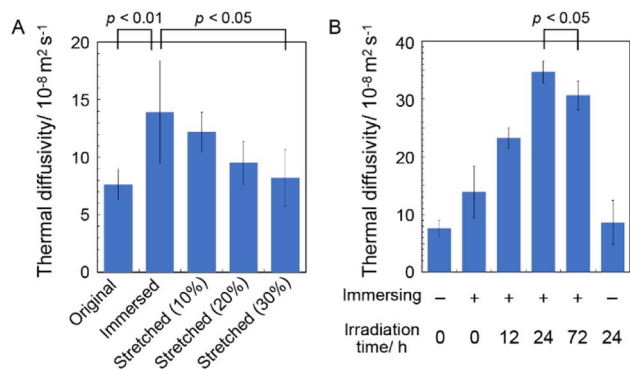 A
p < 0.01
p < 0.05
Thermal diffusivity/ 10⁻⁸ m² s⁻¹
20
15
10
5
0
Original
Immersed
Stretched (10%)
Stretched (20%)
Stretched (30%)
B
p < 0.05
Thermal diffusivity/ 10⁻⁸ m² s⁻¹
40
30
20
10
0
Immersing − + + + + −
Irradiation
time/ h 0 0 12 24 72 24